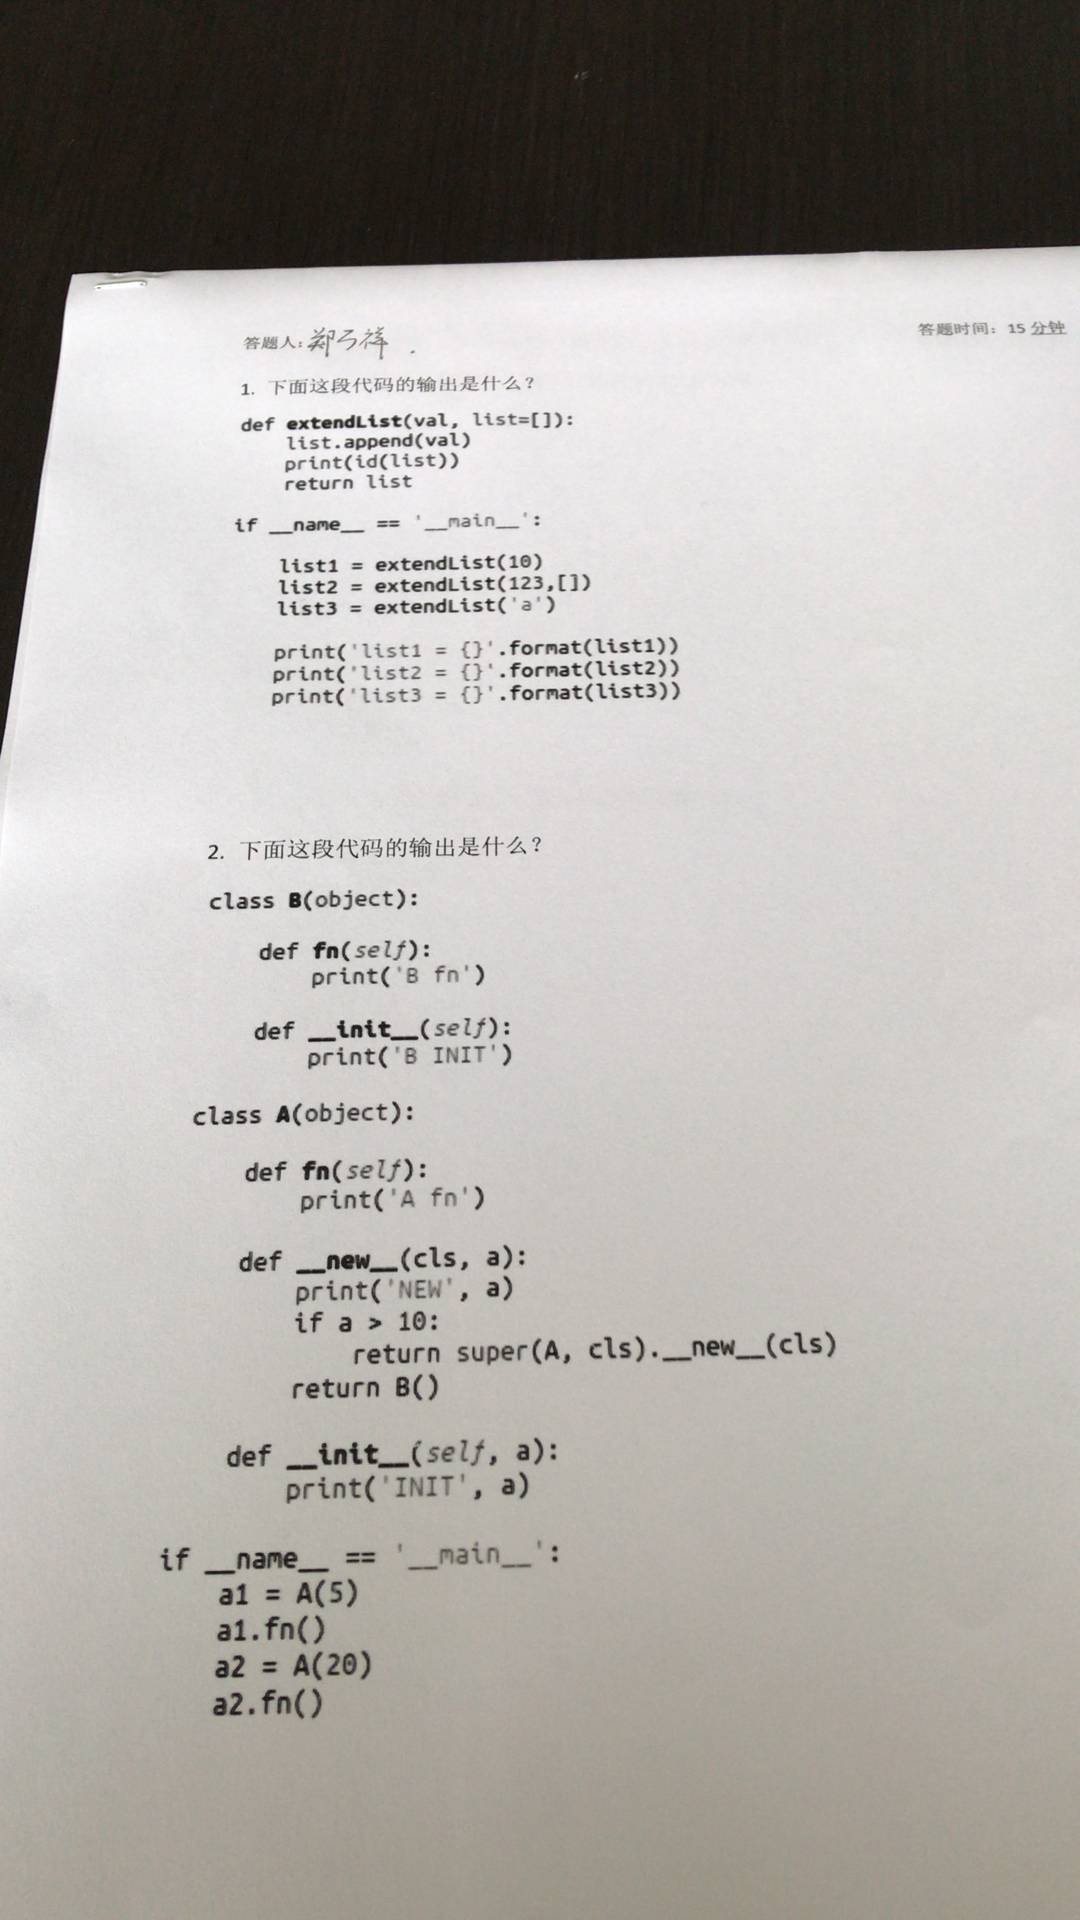 答题人：郑乃祥.
答题时间：15 分钟
1. 下面这段代码的输出是什么？
def extendList(val, list=[]):
    list.append(val)
    print(id(list))
    return list
if __name__ == '__main__':
    list1 = extendList(10)
    list2 = extendList(123,[])
    list3 = extendList('a')
    print('list1 = {}'.format(list1))
    print('list2 = {}'.format(list2))
    print('list3 = {}'.format(list3))
2. 下面这段代码的输出是什么？
class B(object):
    def fn(self):
        print('B fn')
    def __init__(self):
        print('B INIT')
class A(object):
    def fn(self):
        print('A fn')
    def __new__(cls, a):
        print('NEW', a)
        if a > 10:
            return super(A, cls).__new__(cls)
        return B()
    def __init__(self, a):
        print('INIT', a)
if __name__ == '__main__':
    a1 = A(5)
    a1.fn()
    a2 = A(20)
    a2.fn()